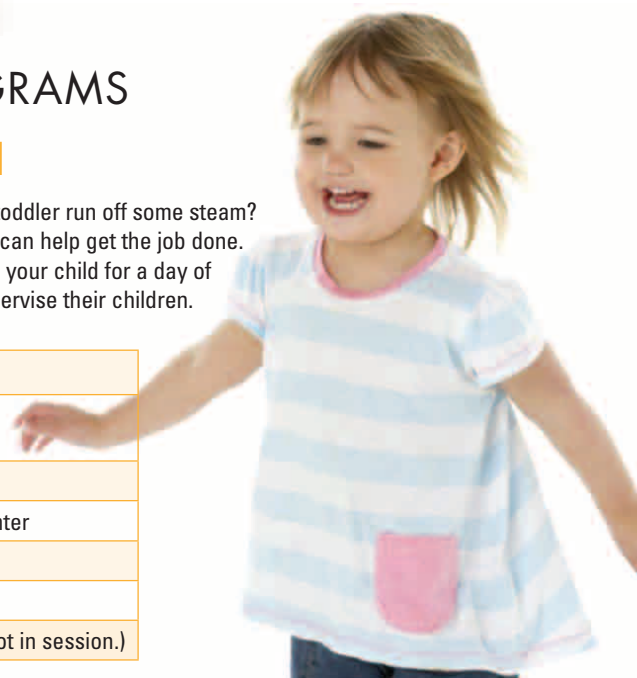 GRAMS
oddler run off some steam?
can help get the job done.
your child for a day of
ervise their children.
ter
ot in session.)